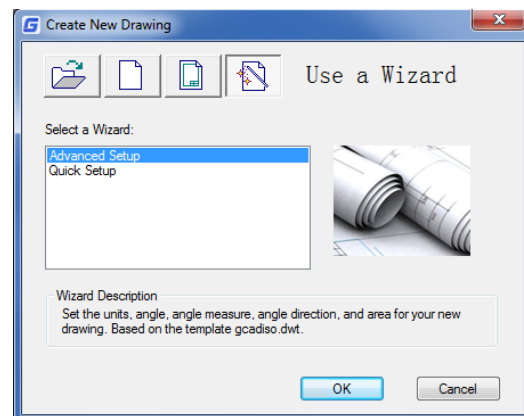 Create New Drawing
Use a Wizard
Select a Wizard:
Advanced Setup
Quick Setup
Wizard Description
Set the units, angle, angle measure, angle direction, and area for your new
drawing. Based on the template gcadiso.dwt.
OK
Cancel